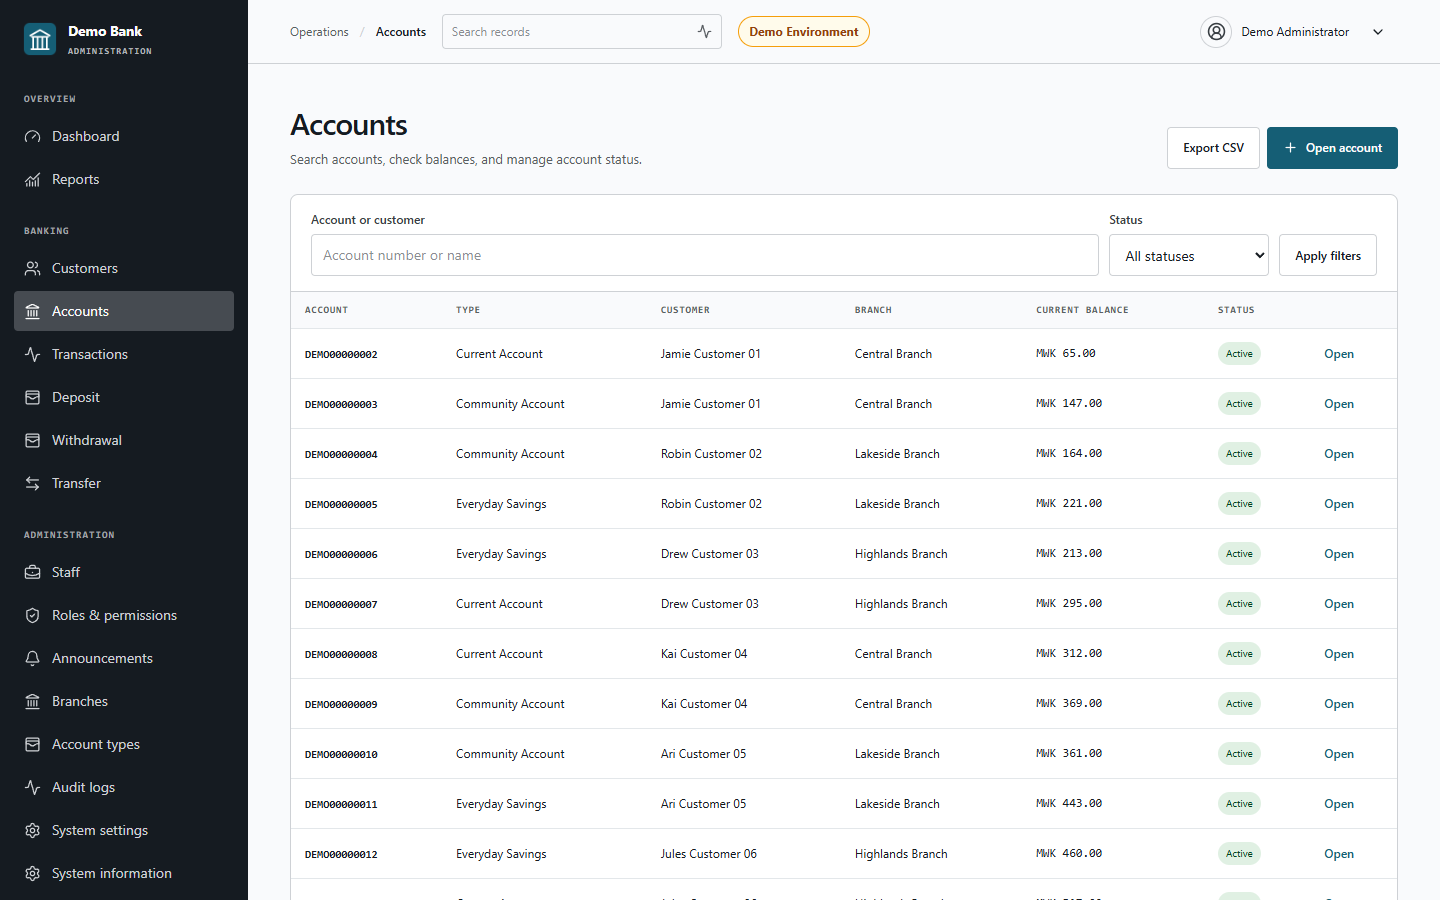 Demo Bank
ADMINISTRATION
OVERVIEW
Dashboard
Reports
BANKING
Customers
Accounts
Transactions
Deposit
Withdrawal
Transfer
ADMINISTRATION
Staff
Roles & permissions
Announcements
Branches
Account types
Audit logs
System settings
System information
Operations / Accounts
Search records
Demo Environment
Demo Administrator
Accounts
Search accounts, check balances, and manage account status.
Export CSV
Open account
Account or customer
Status
Account number or name
All statuses
Apply filters
ACCOUNT TYPE CUSTOMER BRANCH CURRENT BALANCE STATUS
DEMO00000002 Current Account Jamie Customer 01 Central Branch MWK 65.00 Active Open
DEMO00000003 Community Account Jamie Customer 01 Central Branch MWK 147.00 Active Open
DEMO00000004 Community Account Robin Customer 02 Lakeside Branch MWK 164.00 Active Open
DEMO00000005 Everyday Savings Robin Customer 02 Lakeside Branch MWK 221.00 Active Open
DEMO00000006 Everyday Savings Drew Customer 03 Highlands Branch MWK 213.00 Active Open
DEMO00000007 Current Account Drew Customer 03 Highlands Branch MWK 295.00 Active Open
DEMO00000008 Current Account Kai Customer 04 Central Branch MWK 312.00 Active Open
DEMO00000009 Community Account Kai Customer 04 Central Branch MWK 369.00 Active Open
DEMO00000010 Community Account Ari Customer 05 Lakeside Branch MWK 361.00 Active Open
DEMO00000011 Everyday Savings Ari Customer 05 Lakeside Branch MWK 443.00 Active Open
DEMO00000012 Everyday Savings Jules Customer 06 Highlands Branch MWK 460.00 Active Open